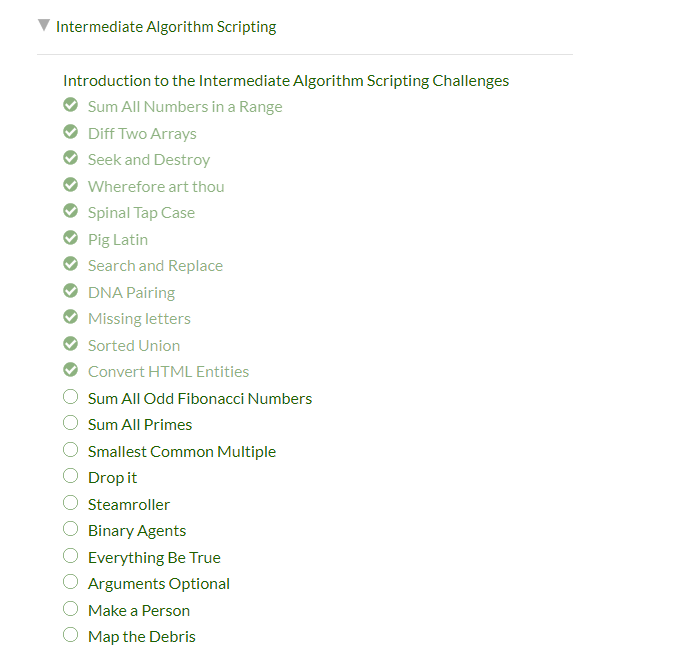 Intermediate Algorithm Scripting
Introduction to the Intermediate Algorithm Scripting Challenges
Sum All Numbers in a Range
Diff Two Arrays
Seek and Destroy
Wherefore art thou
Spinal Tap Case
Pig Latin
Search and Replace
DNA Pairing
Missing letters
Sorted Union
Convert HTML Entities
Sum All Odd Fibonacci Numbers
Sum All Primes
Smallest Common Multiple
Drop it
Steamroller
Binary Agents
Everything Be True
Arguments Optional
Make a Person
Map the Debris